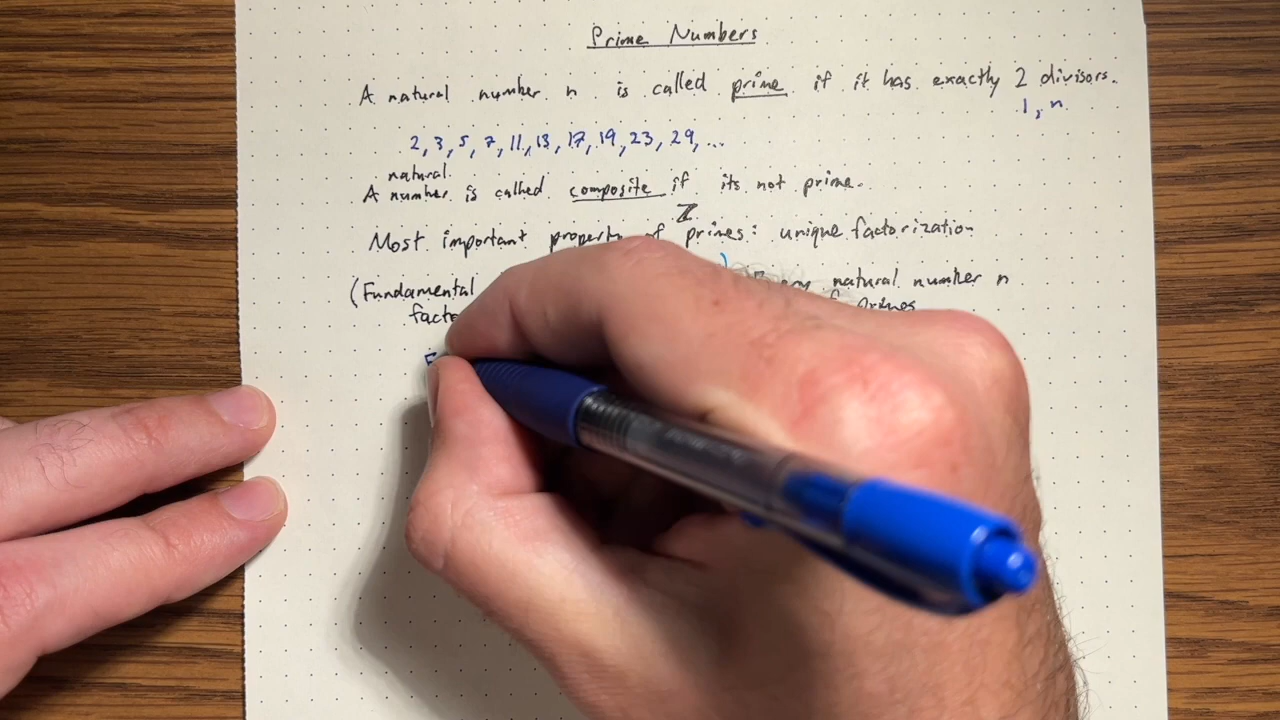 Prime Numbers
A natural number n is called prime if it has exactly 2 divisors.
1, n
2, 3, 5, 7, 11, 13, 17, 19, 23, 29, ...
natural
A number is called composite if its not prime.
ℤ
Most important property of primes: unique factorization
(Fundamental natural number n
primes